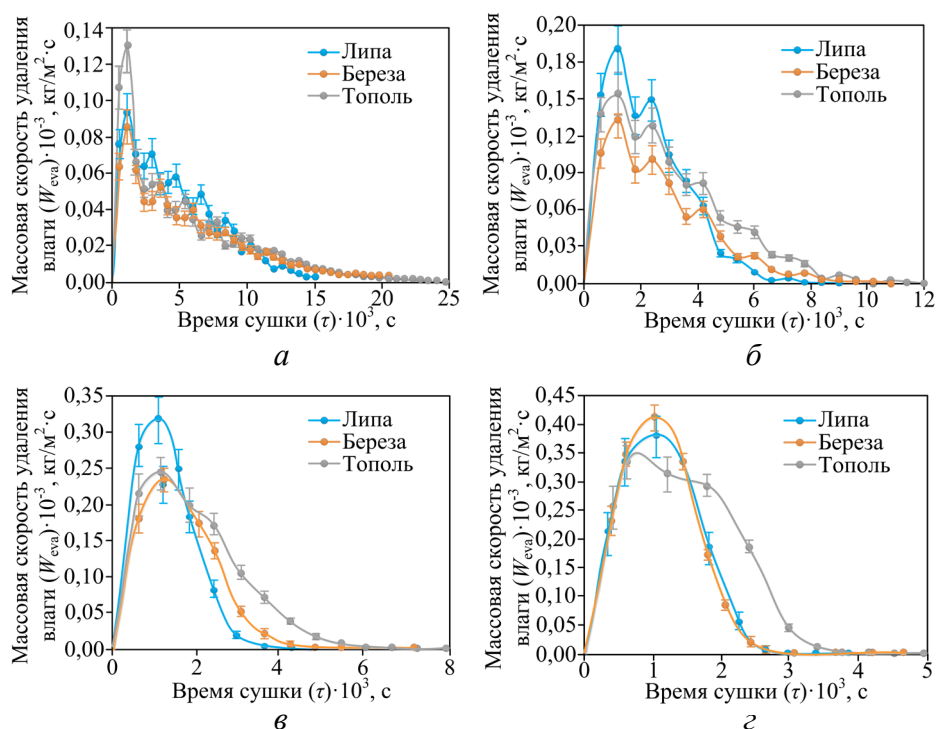 Массовая скорость удаления
влаги (Weva)·10-3, кг/м2·с
0,14
0,12
0,10
0,08
0,06
0,04
0,02
0,00
Липа
Береза
Тополь
0 5 10 15 20 25
Время сушки (τ)·103, с
а
Массовая скорость удаления
влаги (Weva)·10-3, кг/м2·с
0,21
0,18
0,15
0,12
0,09
0,06
0,03
0,00
Липа
Береза
Тополь
0 2 4 6 8 10 12
Время сушки (τ)·103, с
б
Массовая скорость удаления
влаги (Weva)·10-3, кг/м2·с
0,35
0,30
0,25
0,20
0,15
0,10
0,05
0,00
Липа
Береза
Тополь
0 2 4 6 8
Время сушки (τ)·103, с
в
Массовая скорость удаления
влаги (Weva)·10-3, кг/м2·с
0,45
0,40
0,35
0,30
0,25
0,20
0,15
0,10
0,05
0,00
Липа
Береза
Тополь
0 1 2 3 4 5
Время сушки (τ)·103, с
г